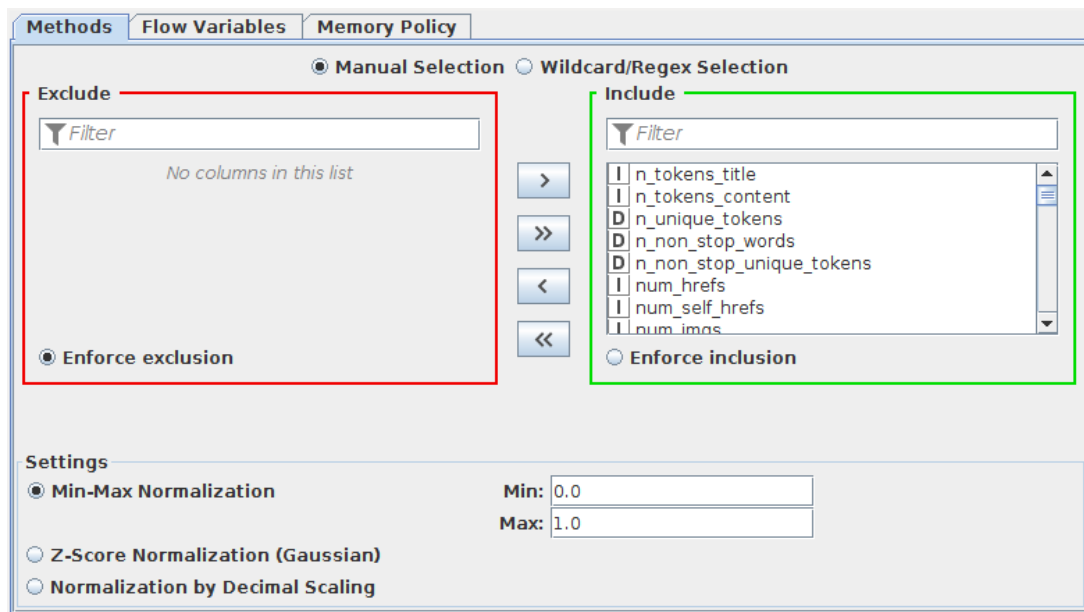 Methods Flow Variables Memory Policy
Manual Selection Wildcard/Regex Selection
Exclude
Filter
No columns in this list
Enforce exclusion
>
>>
<
<<
Include
Filter
I n_tokens_title
I n_tokens_content
D n_unique_tokens
D n_non_stop_words
D n_non_stop_unique_tokens
I num_hrefs
I num_self_hrefs
I num_imgs
Enforce inclusion
Settings
Min-Max Normalization
Min: 0.0
Max: 1.0
Z-Score Normalization (Gaussian)
Normalization by Decimal Scaling